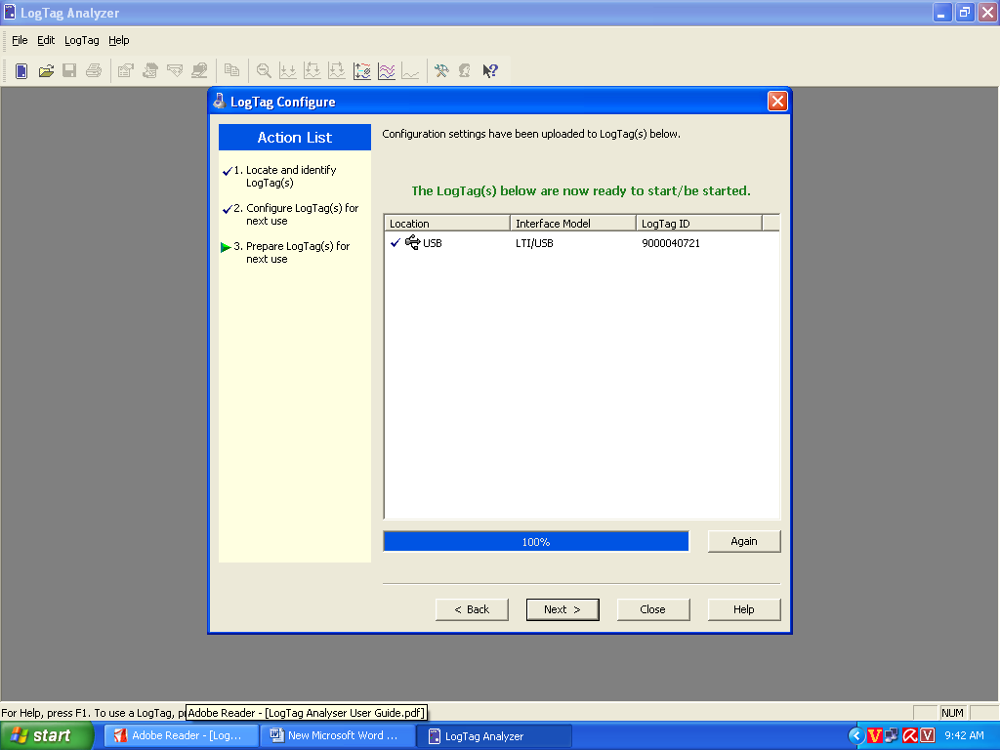 LogTag Analyzer
File Edit LogTag Help
LogTag Configure
Action List
1. Locate and identify
LogTag(s)
2. Configure LogTag(s) for
next use
3. Prepare LogTag(s) for
next use
Configuration settings have been uploaded to LogTag(s) below.
The LogTag(s) below are now ready to start/be started.
Location Interface Model LogTag ID
USB LTI/USB 9000040721
100%
Again
< Back Next > Close Help
For Help, press F1. To use a LogTag, p
Adobe Reader - [LogTag Analyser User Guide.pdf]
NUM
start Adobe Reader - [Log... New Microsoft Word ... LogTag Analyzer 9:42 AM